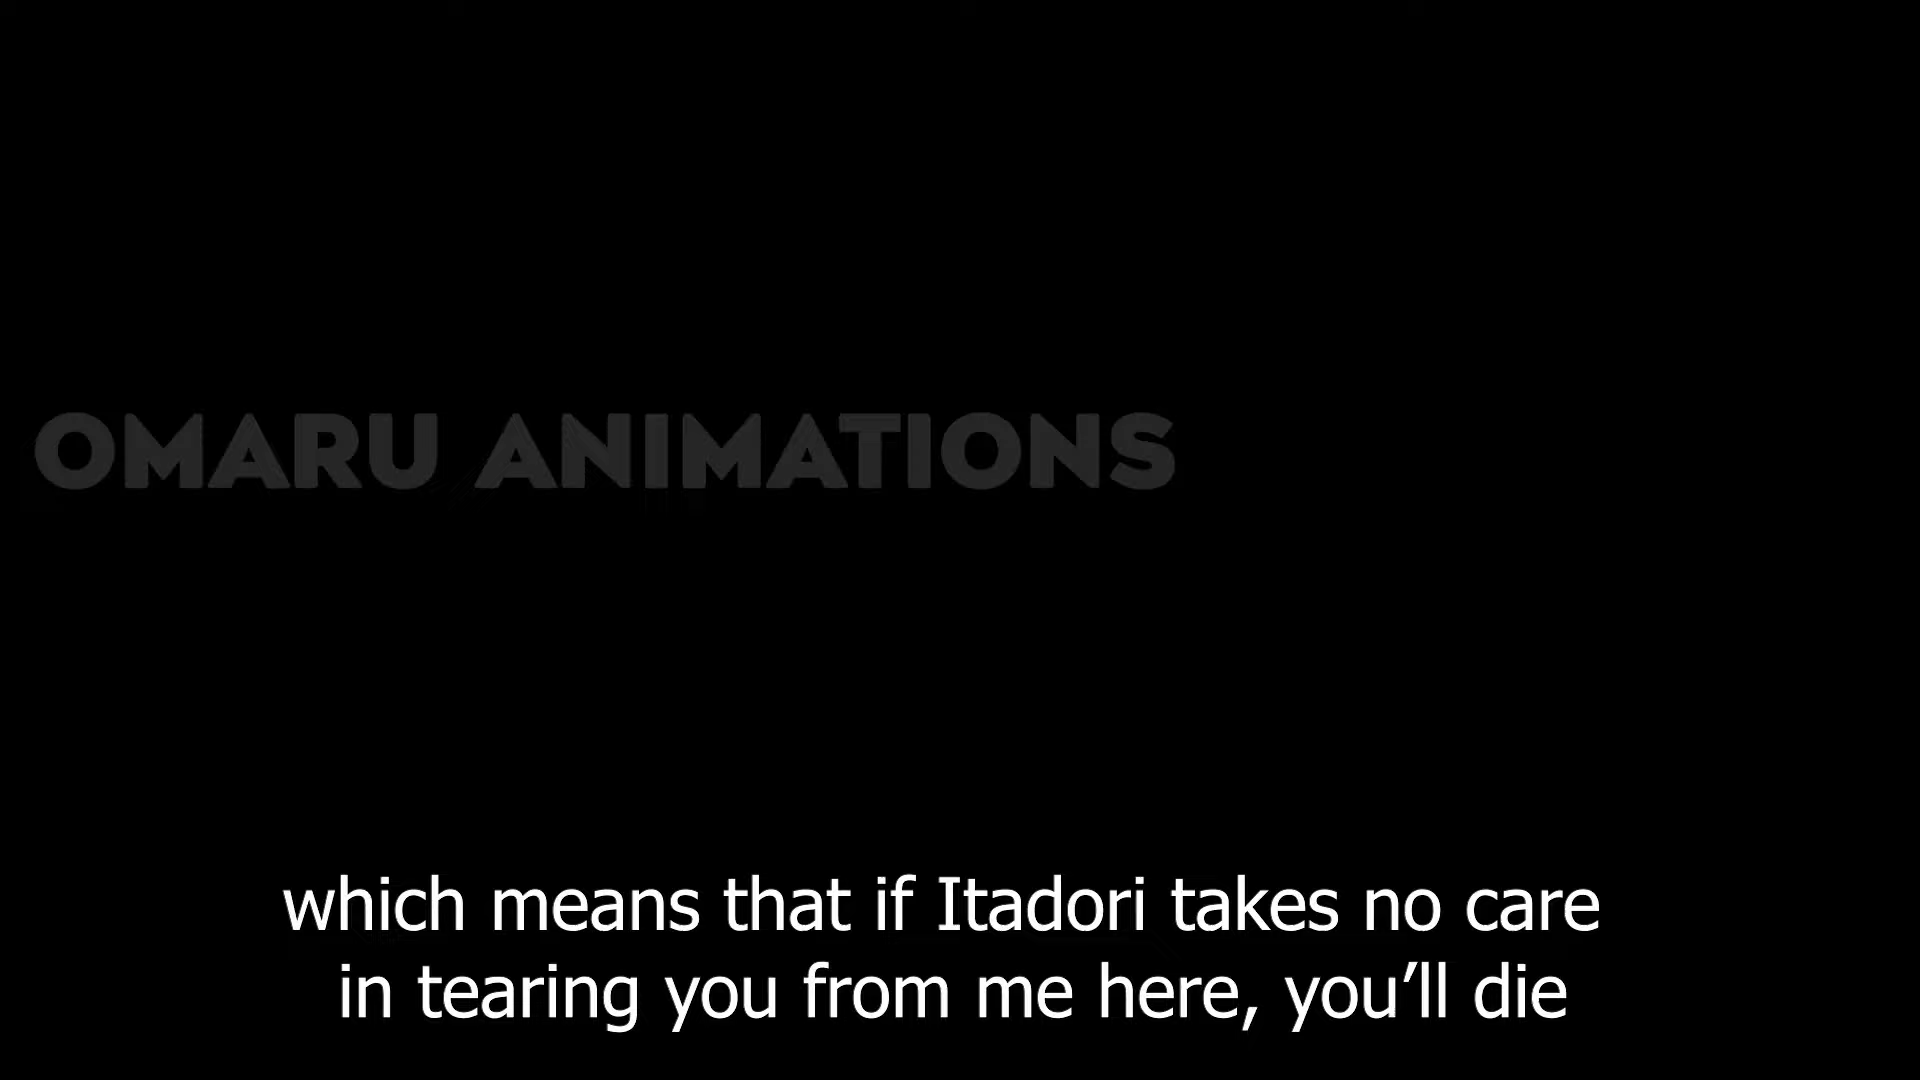 OMARU ANIMATIONS
which means that if Itadori takes no care
in tearing you from me here, you’ll die